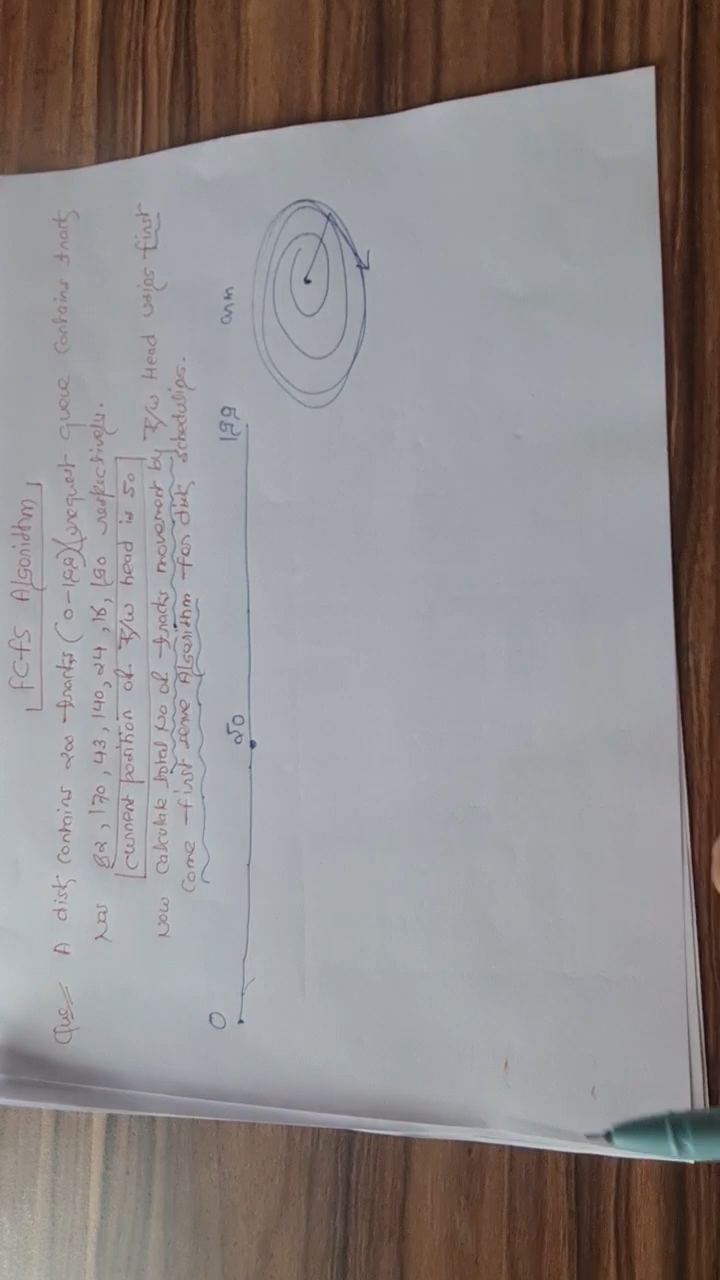 FCFS Algorithm
Que A disk contains 200 tracks (0-199) request queue contains track
nos 82, 170, 43, 140, 24, 16, 190 respectively.
current position of R/W head is 50
Now calculate total No of tracks movement by R/W Head using first
come first serve Algorithm for disk scheduling.
0 50 199
arm